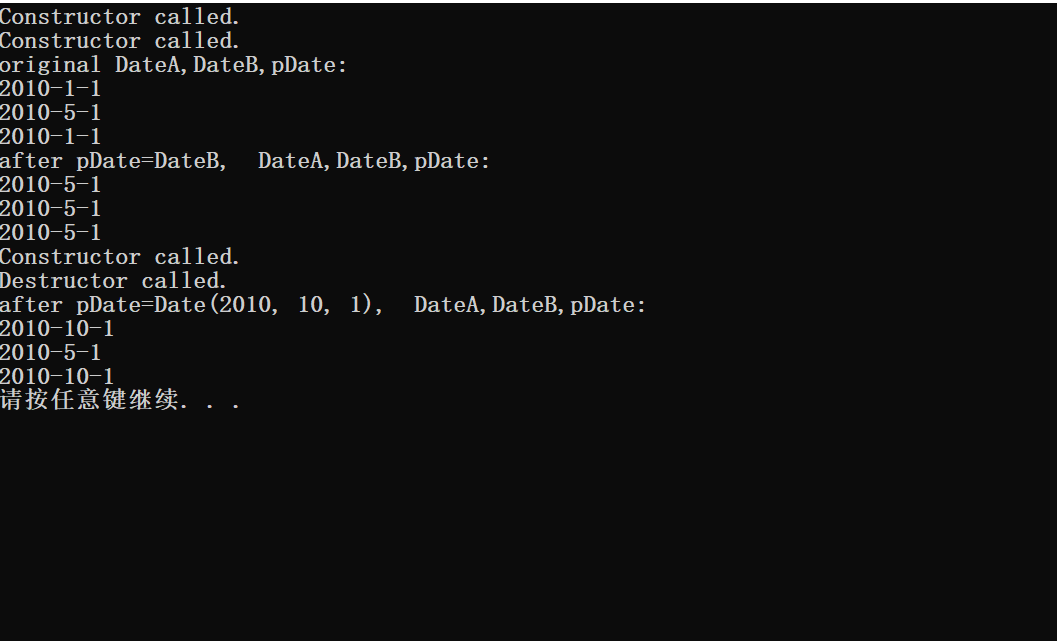 Constructor called.
Constructor called.
original DateA,DateB,pDate:
2010-1-1
2010-5-1
2010-1-1
after pDate=DateB,  DateA,DateB,pDate:
2010-5-1
2010-5-1
2010-5-1
Constructor called.
Destructor called.
after pDate=Date(2010, 10, 1),  DateA,DateB,pDate:
2010-10-1
2010-5-1
2010-10-1
请按任意键继续. . .